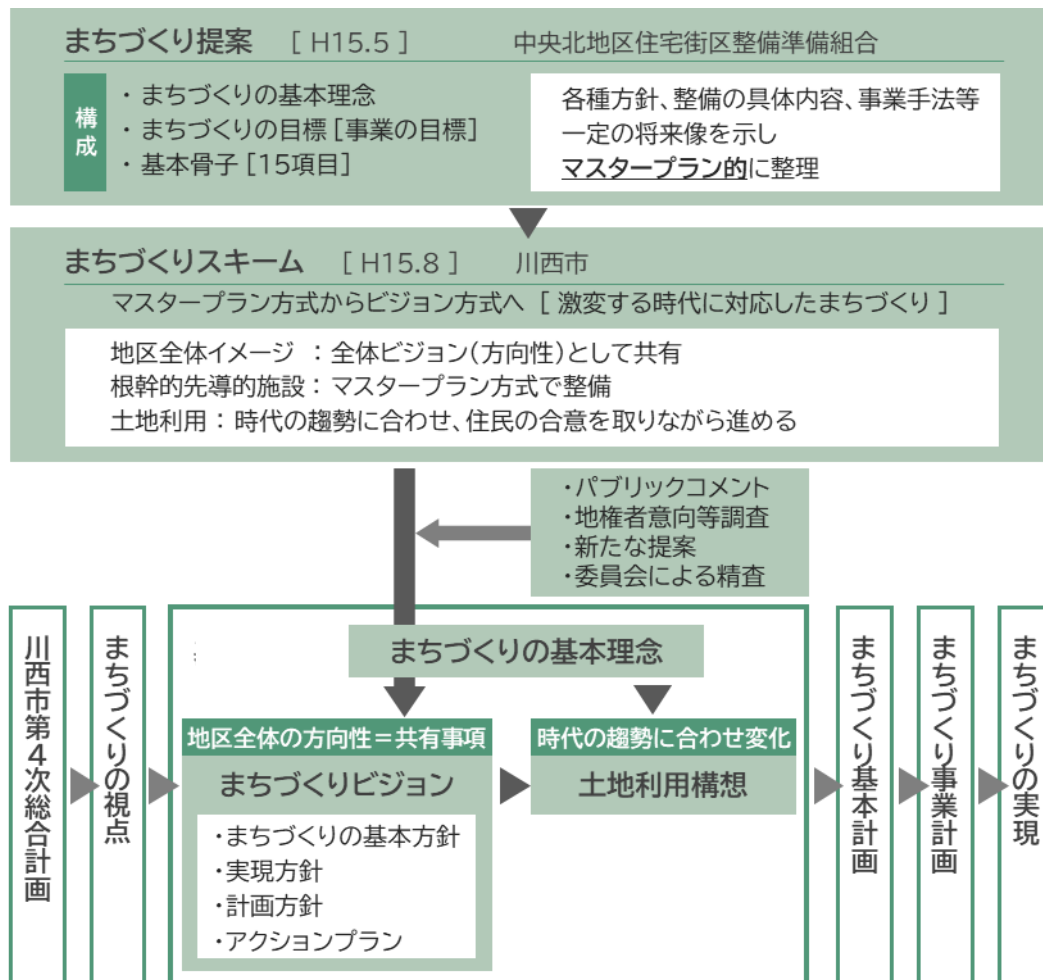 まちづくり提案 [ H15.5 ] 中央北地区住宅街区整備準備組合
構成
・まちづくりの基本理念
・まちづくりの目標 [事業の目標]
・基本骨子 [15項目]
各種方針、整備の具体内容、事業手法等
一定の将来像を示し
マスタープラン的に整理
まちづくりスキーム [ H15.8 ] 川西市
マスタープラン方式からビジョン方式へ [ 激変する時代に対応したまちづくり ]
地区全体イメージ : 全体ビジョン(方向性)として共有
根幹的先導的施設 : マスタープラン方式で整備
土地利用 : 時代の趨勢に合わせ、住民の合意を取りながら進める
・パブリックコメント
・地権者意向等調査
・新たな提案
・委員会による精査
川西市第4次総合計画
まちづくりの視点
まちづくりの基本理念
地区全体の方向性=共有事項
まちづくりビジョン
・まちづくりの基本方針
・実現方針
・計画方針
・アクションプラン
時代の趨勢に合わせ変化
土地利用構想
まちづくり基本計画
まちづくり事業計画
まちづくりの実現